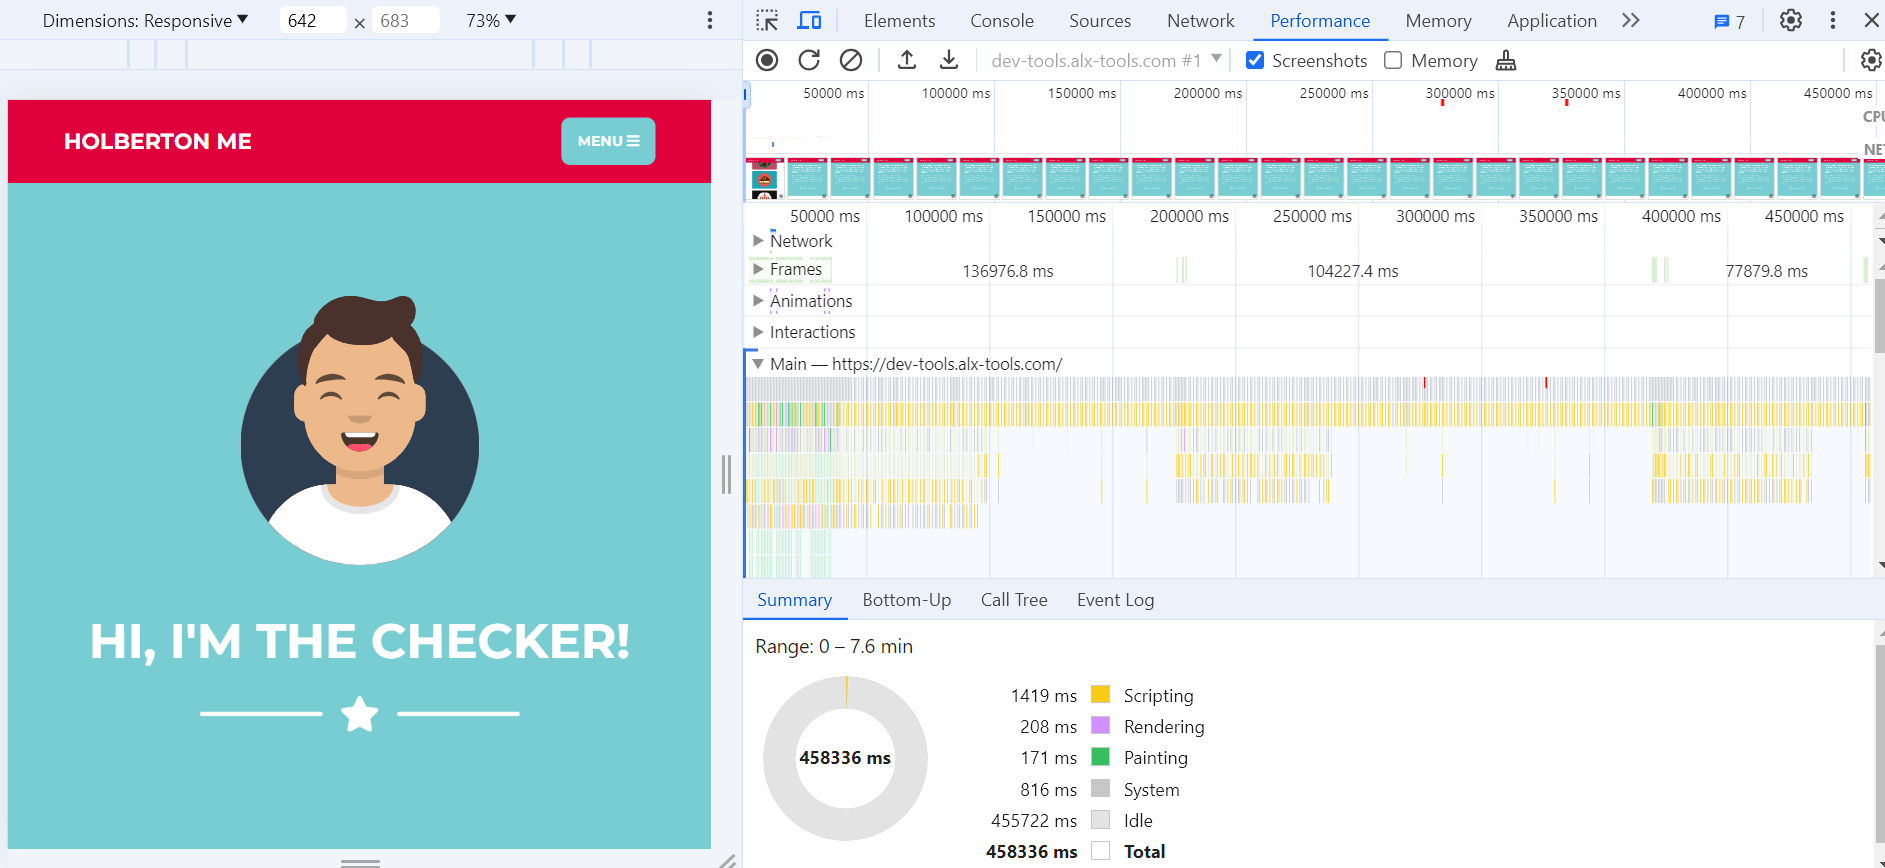 Dimensions: Responsive 642 × 683 73%
Elements Console Sources Network Performance Memory Application 7
dev-tools.alx-tools.com #1 Screenshots Memory
50000 ms 100000 ms 150000 ms 200000 ms 250000 ms 300000 ms 350000 ms 400000 ms 450000 ms
CPU
NET
50000 ms 100000 ms 150000 ms 200000 ms 250000 ms 300000 ms 350000 ms 400000 ms 450000 ms
Network
Frames 136976.8 ms 104227.4 ms 77879.8 ms
Animations
Interactions
Main — https://dev-tools.alx-tools.com/
Summary Bottom-Up Call Tree Event Log
Range: 0 – 7.6 min
458336 ms
1419 ms Scripting
208 ms Rendering
171 ms Painting
816 ms System
455722 ms Idle
458336 ms Total
HOLBERTON ME
MENU
HI, I'M THE CHECKER!